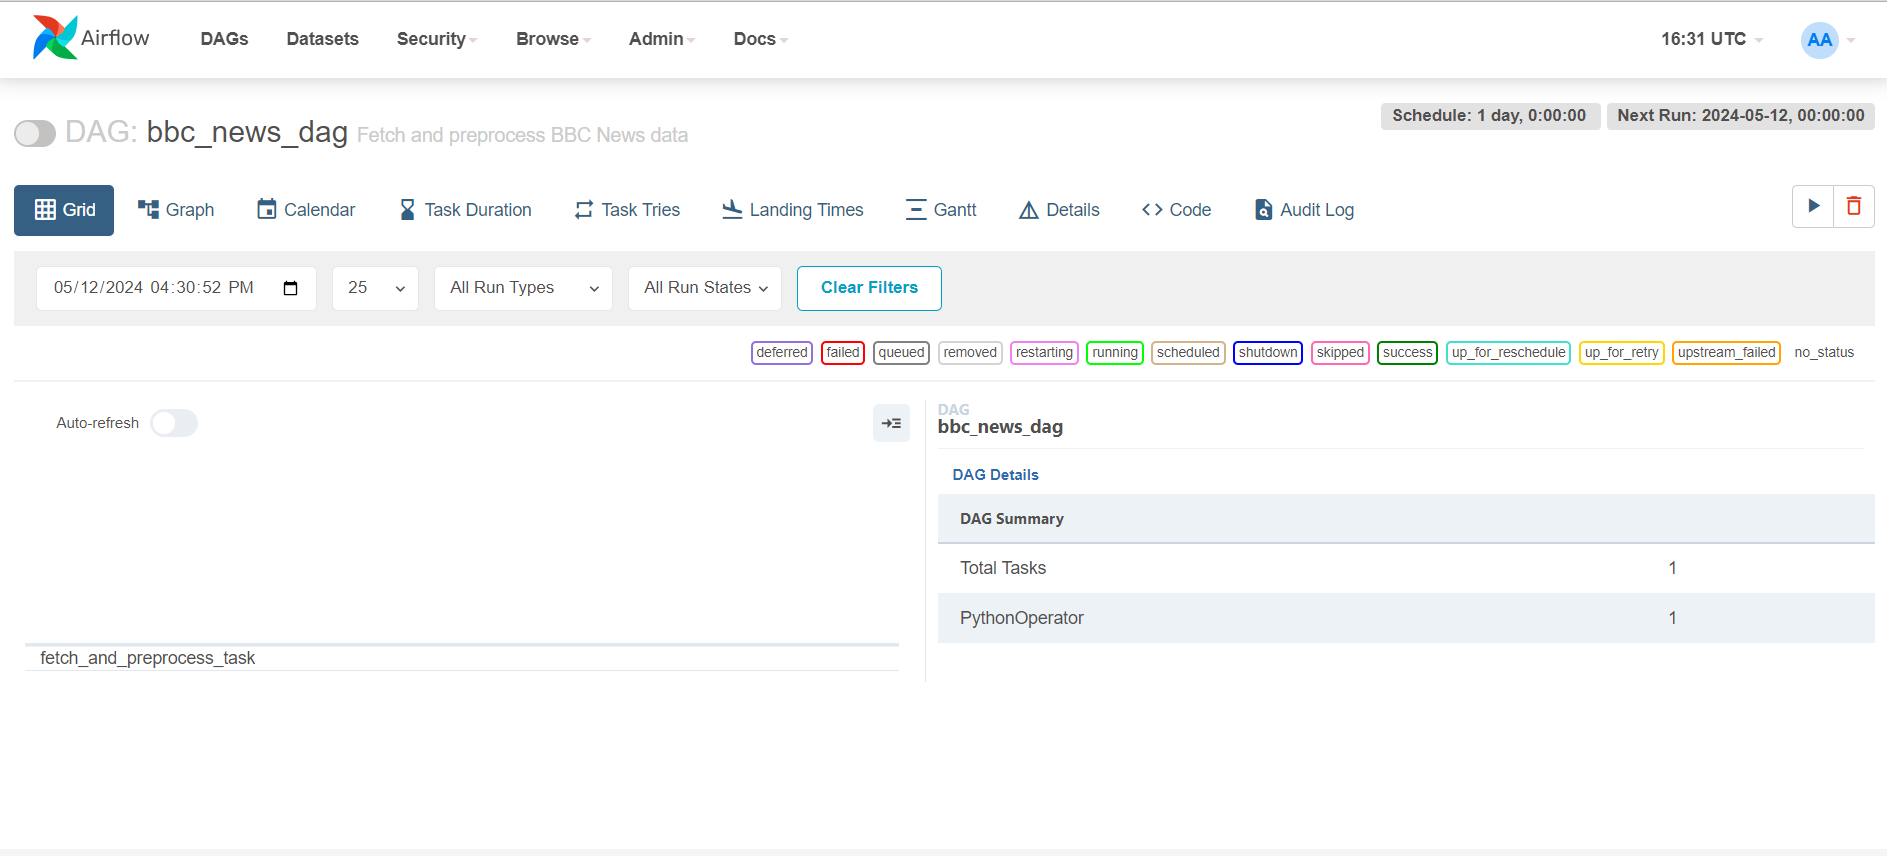 Airflow DAGs Datasets Security Browse Admin Docs 16:31 UTC AA
Schedule: 1 day, 0:00:00 Next Run: 2024-05-12, 00:00:00
DAG: bbc_news_dag Fetch and preprocess BBC News data
Grid Graph Calendar Task Duration Task Tries Landing Times Gantt Details Code Audit Log
05/12/2024 04:30:52 PM 25 All Run Types All Run States Clear Filters
deferred failed queued removed restarting running scheduled shutdown skipped success up_for_reschedule up_for_retry upstream_failed no_status
Auto-refresh
DAG
bbc_news_dag
DAG Details
DAG Summary
Total Tasks 1
PythonOperator 1
fetch_and_preprocess_task